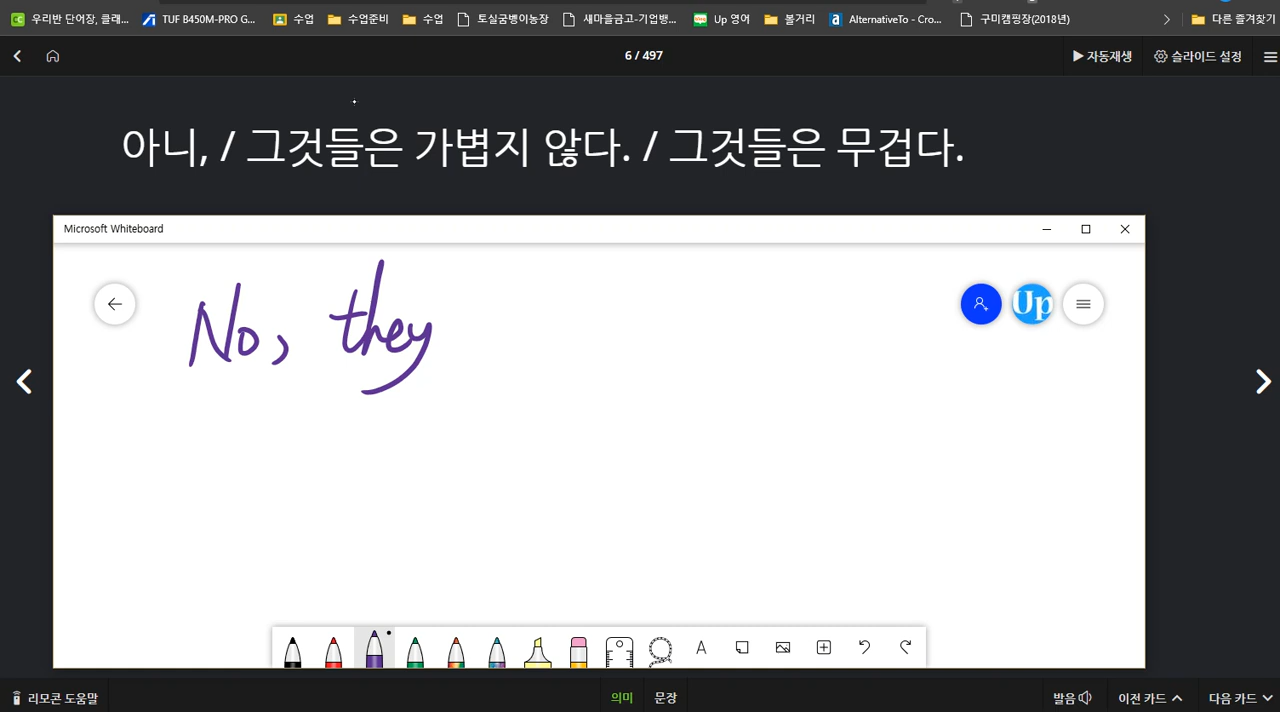 우리반 단어장, 클래... TUF B450M-PRO G... 수업 수업준비 수업 토실굼벵이농장 새마을금고-기업뱅... Up 영어 볼거리 AlternativeTo - Cro... 구미캠핑장(2018년) 다른 즐겨찾기
6 / 497 자동재생 슬라이드 설정
아니, / 그것들은 가볍지 않다. / 그것들은 무겁다.
Microsoft Whiteboard
No, they
Up
A
리모콘 도움말 의미 문장 발음 이전 카드 다음 카드